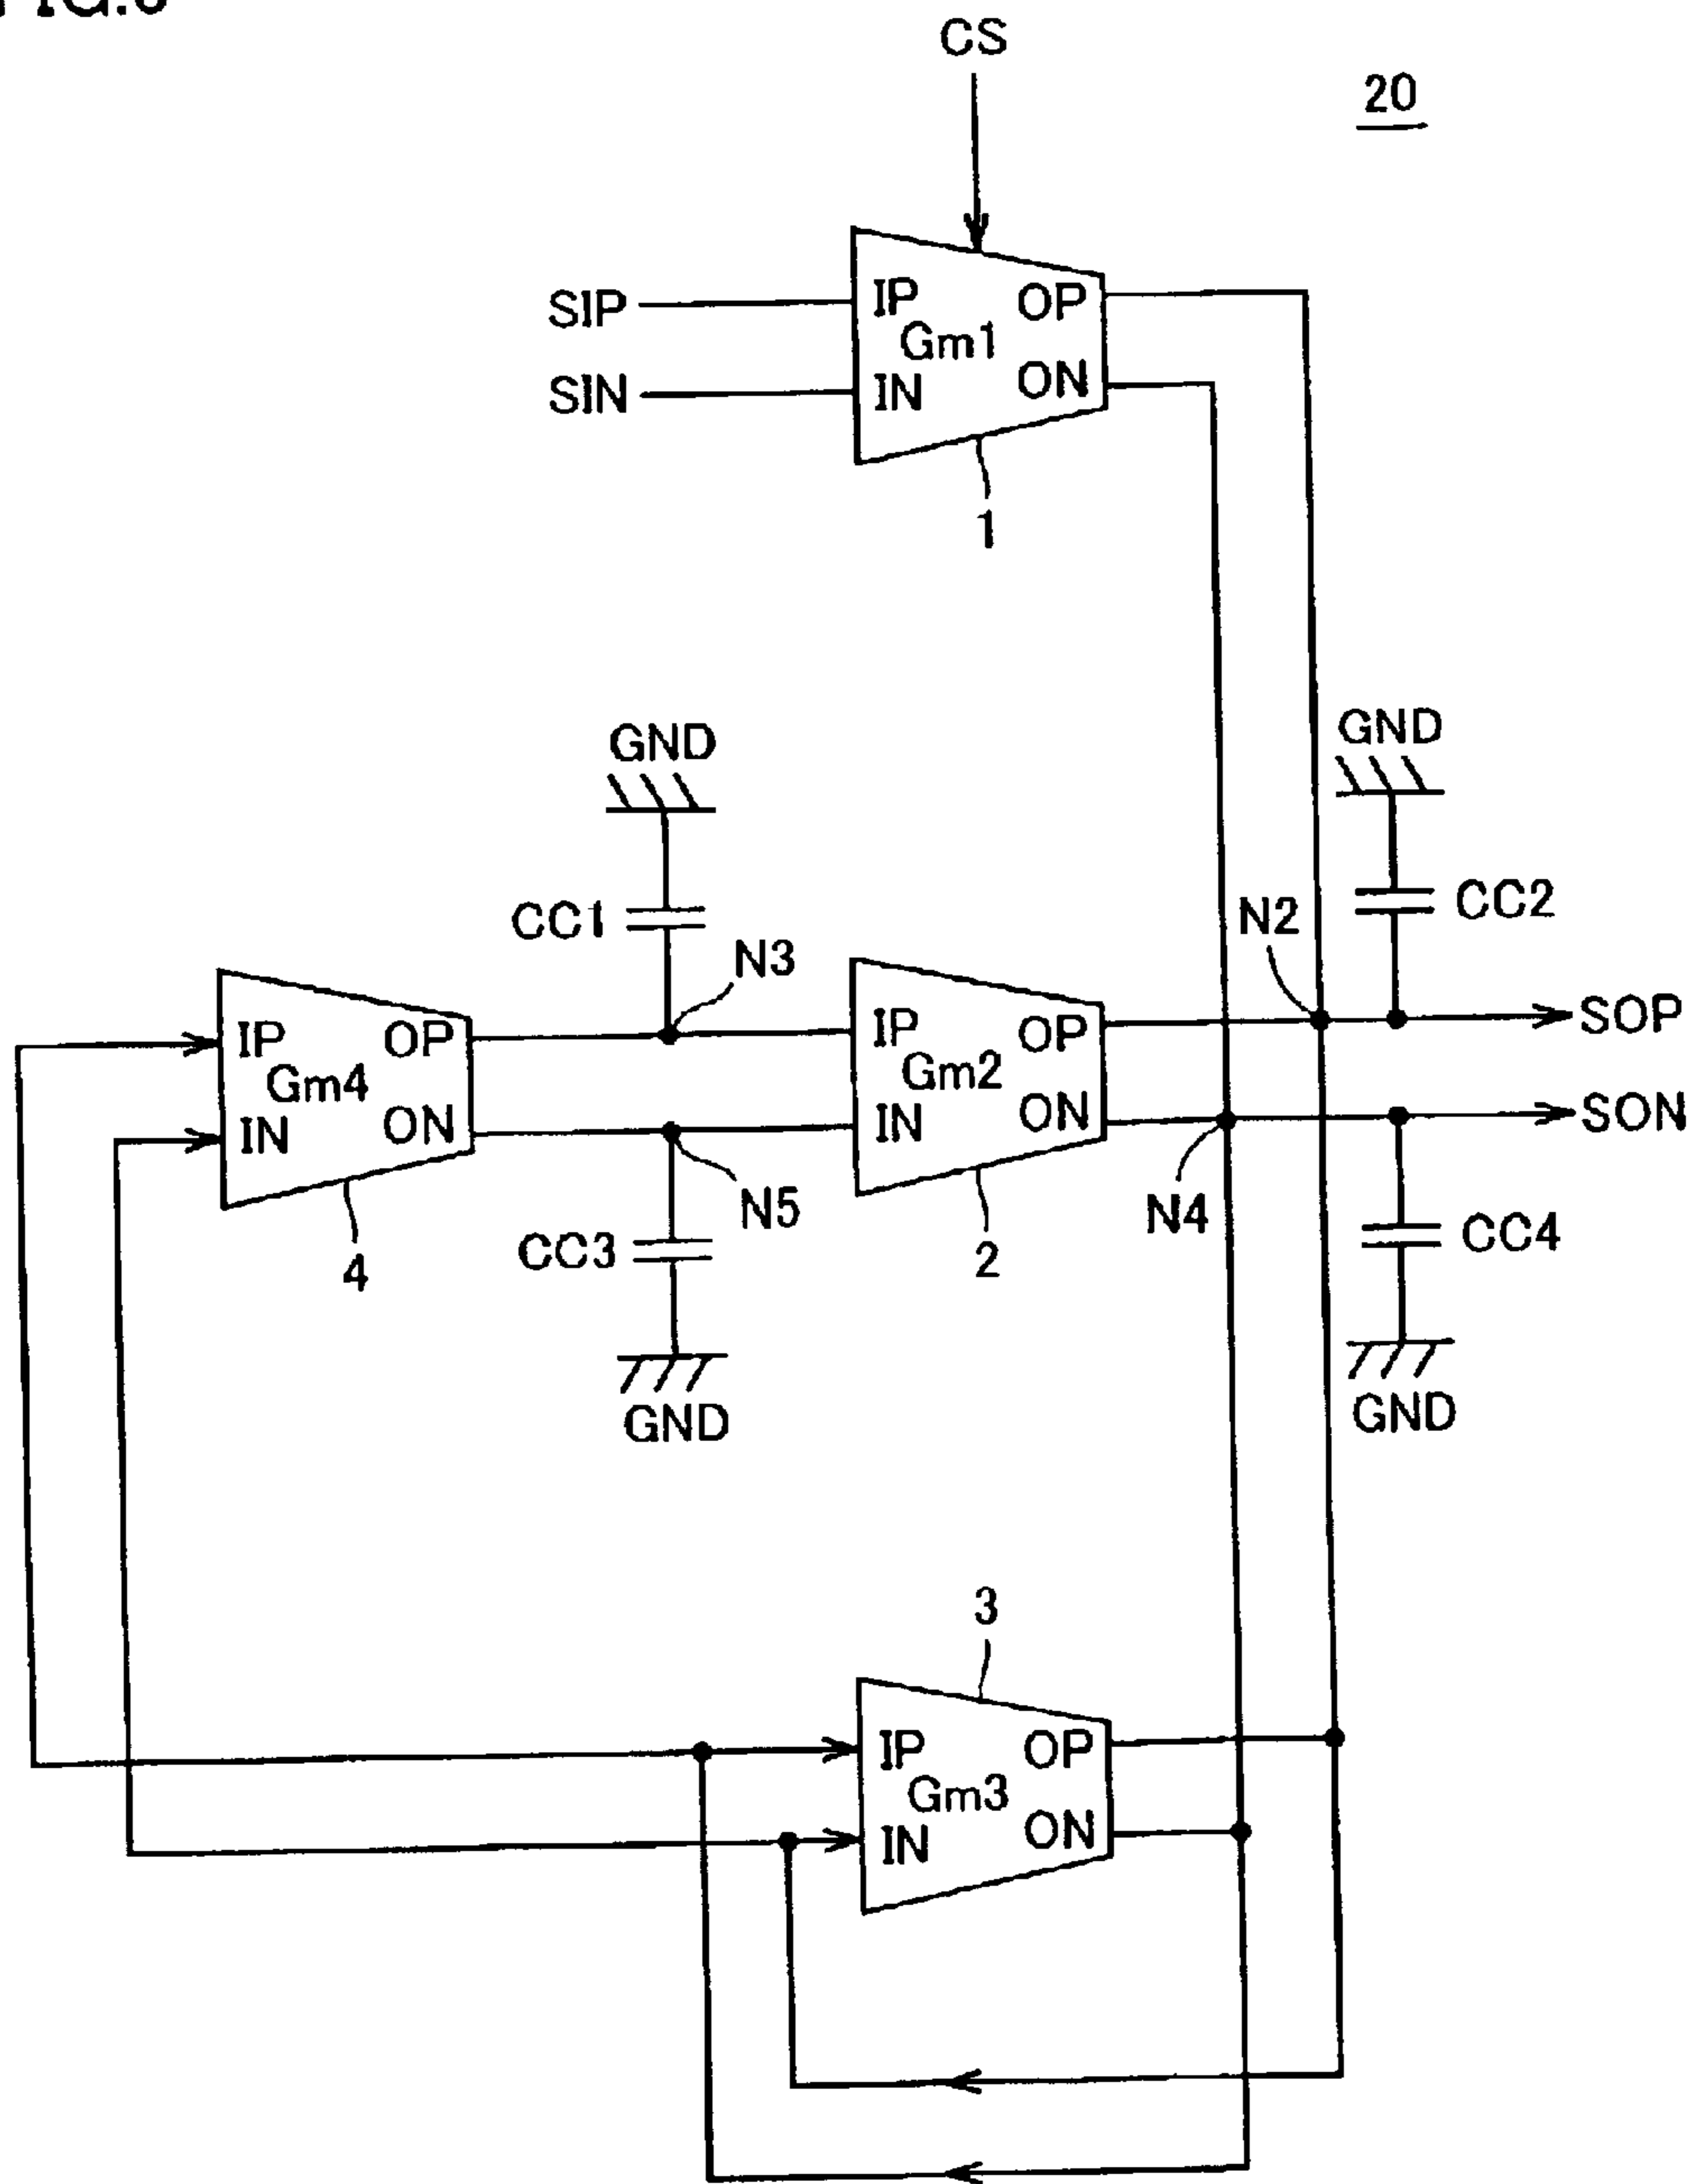 CS
20
SIP
SIN
IP
OP
Gm1
IN
ON
1
GND
GND
CC1
CC2
N3
N2
IP
OP
Gm4
IN
ON
IP
OP
Gm2
IN
ON
SOP
SON
N5
N4
4
CC3
2
CC4
GND
GND
3
IP
OP
Gm3
IN
ON